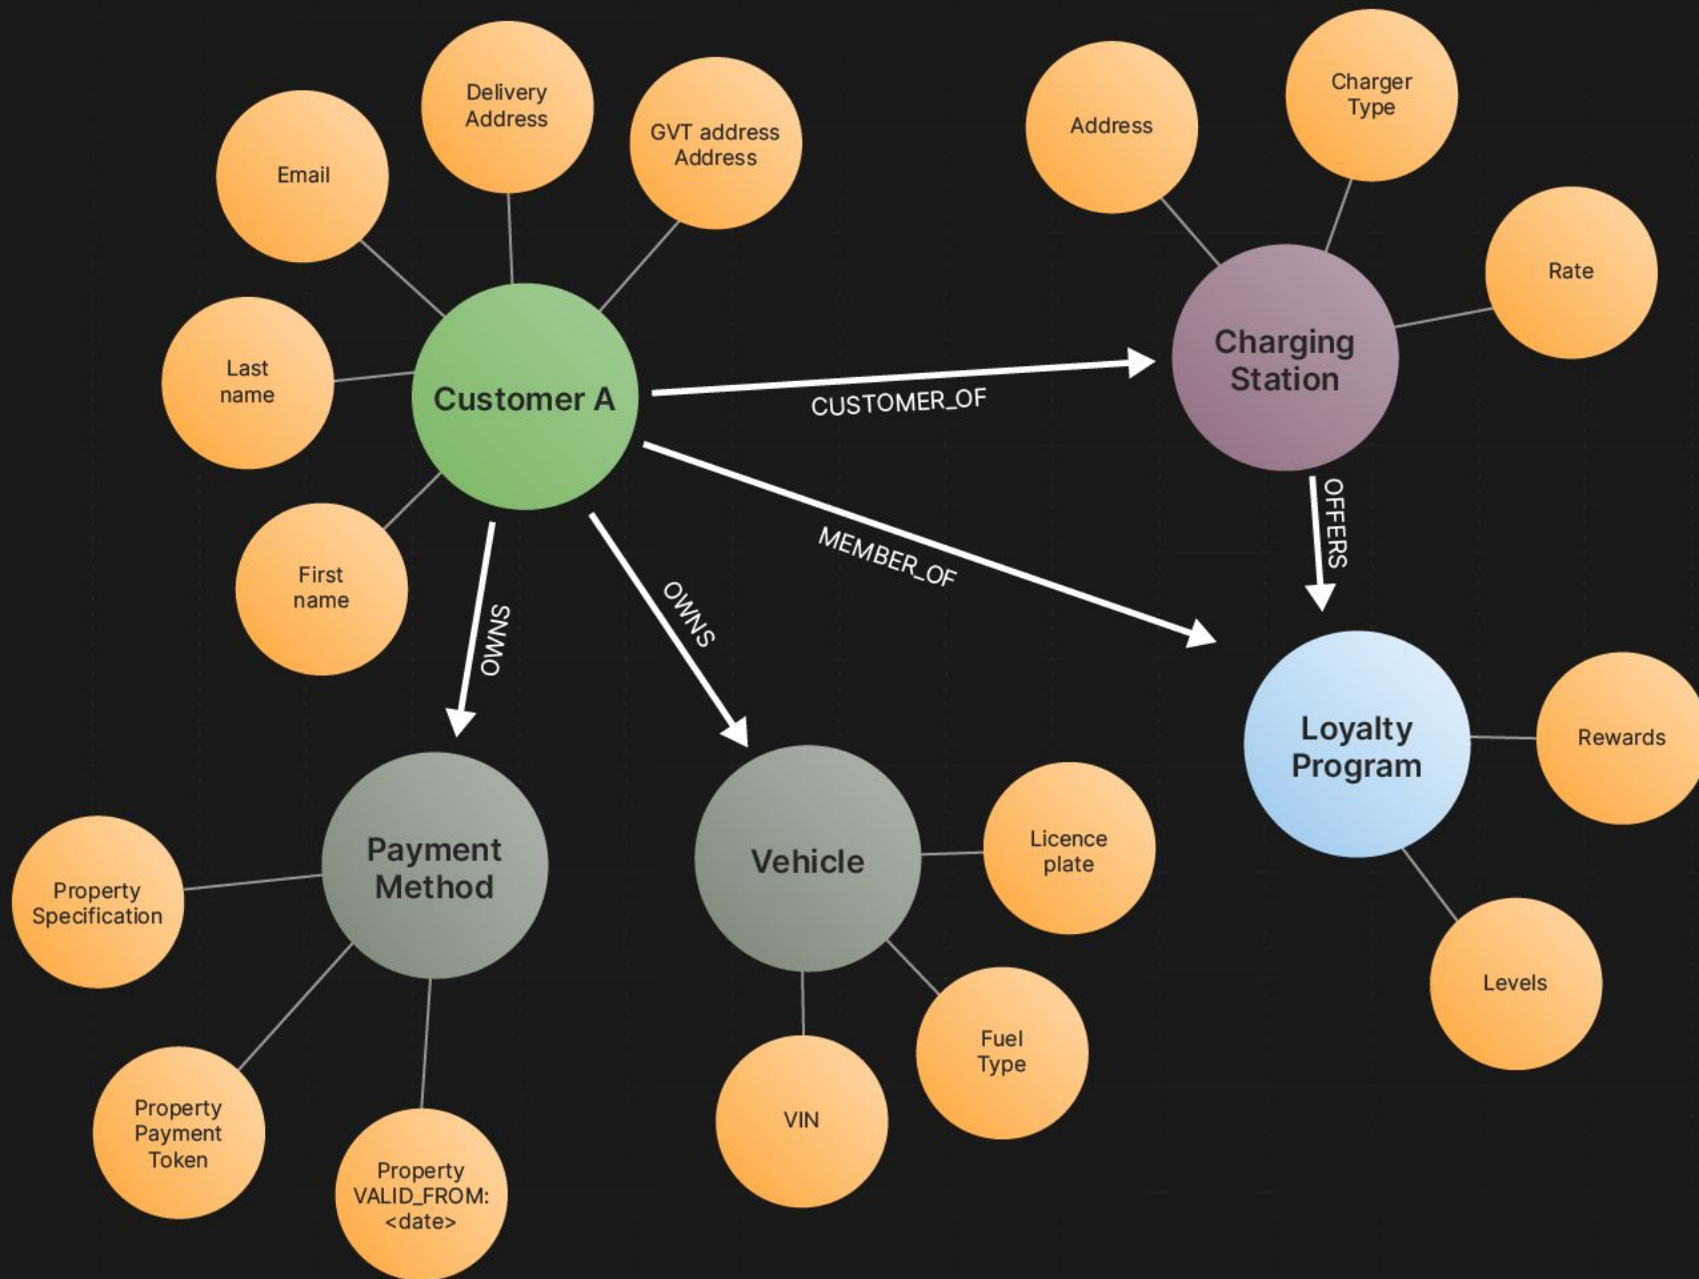 Delivery
Address
GVT address
Address
Email
Last
name
First
name
Customer A
Address
Charger
Type
Rate
Charging
Station
CUSTOMER_OF
MEMBER_OF
OFFERS
OWNS
OWNS
Loyalty
Program
Rewards
Levels
Payment
Method
Property
Specification
Property
Payment
Token
Property
VALID_FROM:
<date>
Vehicle
Licence
plate
Fuel
Type
VIN